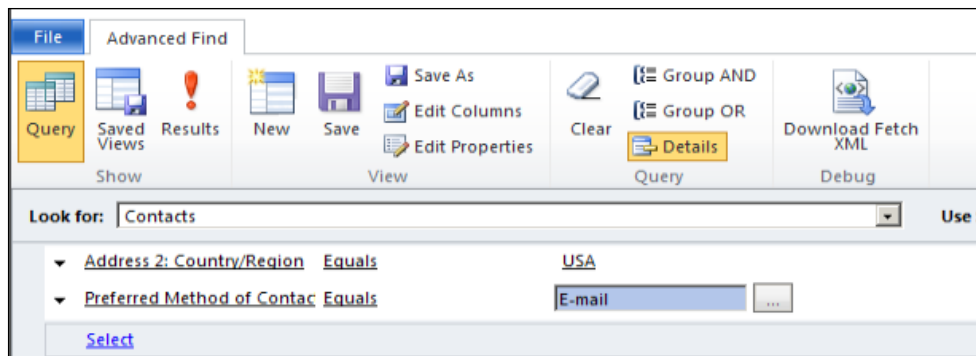 File Advanced Find
Save As Group AND
Edit Columns Group OR
Query Saved Views Results New Save Clear Download Fetch XML
Edit Properties Details
Show View Query Debug
Look for: Contacts Use
Address 2: Country/Region Equals USA
Preferred Method of Contac Equals E-mail ...
Select